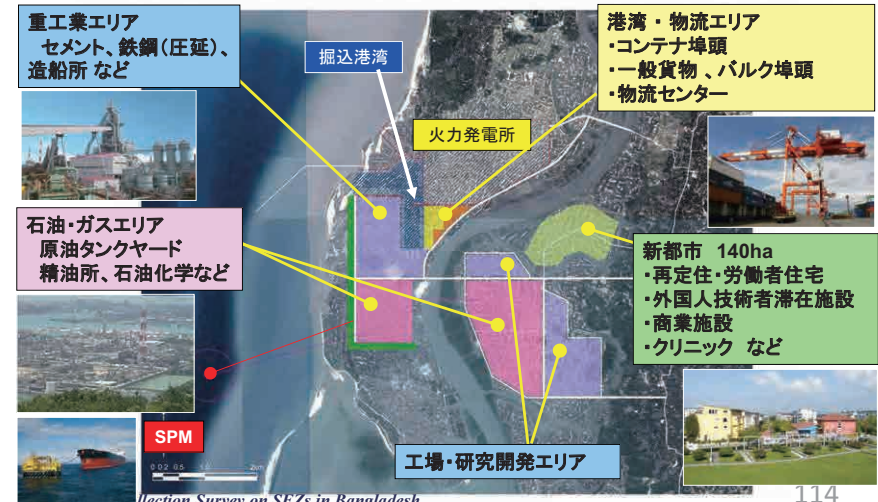 重工業エリア
セメント、鉄鋼(圧延)、
造船所 など
掘込港湾
港湾・物流エリア
・コンテナ埠頭
・一般貨物、バルク埠頭
・物流センター
火力発電所
石油・ガスエリア
原油タンクヤード
精油所、石油化学など
新都市 140ha
・再定住・労働者住宅
・外国人技術者滞在施設
・商業施設
・クリニック など
SPM
工場・研究開発エリア
llection Survey on SEZs in Bangladesh
114